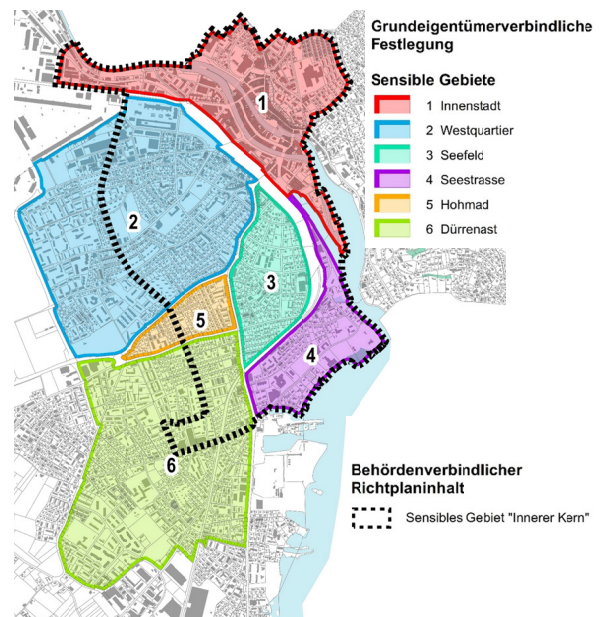 Grundeigentümerverbindliche
Festlegung
Sensible Gebiete
1 Innenstadt
2 Westquartier
3 Seefeld
4 Seestrasse
5 Hohmad
6 Dürrenast
1
2
3
5
4
6
Behördenverbindlicher
Richtplaninhalt
Sensibles Gebiet "Innerer Kern"